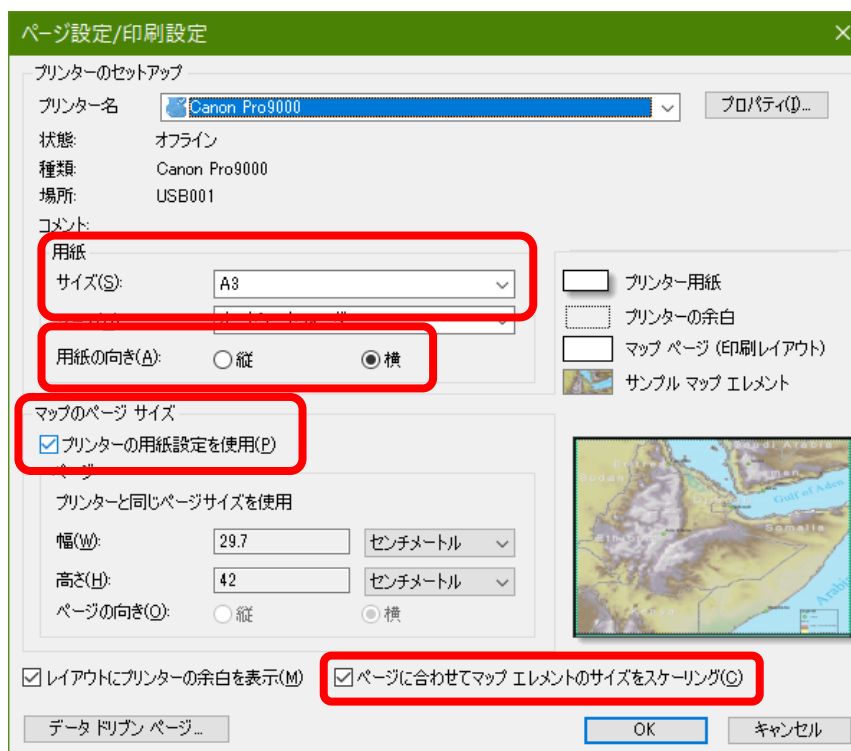 ページ設定/印刷設定
プリンターのセットアップ
プリンター名 Canon Pro9000 プロパティ(I)...
状態: オフライン
種類: Canon Pro9000
場所: USB001
コメント:
用紙
サイズ(S): A3
用紙の向き(A): 縦 横
プリンター用紙
プリンターの余白
マップ ページ (印刷レイアウト)
サンプル マップ エレメント
マップのページ サイズ
プリンターの用紙設定を使用(P)
ページ
プリンターと同じページサイズを使用
幅(W): 29.7 センチメートル
高さ(H): 42 センチメートル
ページの向き(O): 縦 横
Saudi Arabia
Yemen
Gulf of Aden
Somalia
レイアウトにプリンターの余白を表示(M) ページに合わせてマップ エレメントのサイズをスケーリング(C)
データ ドリブン ページ... OK キャンセル